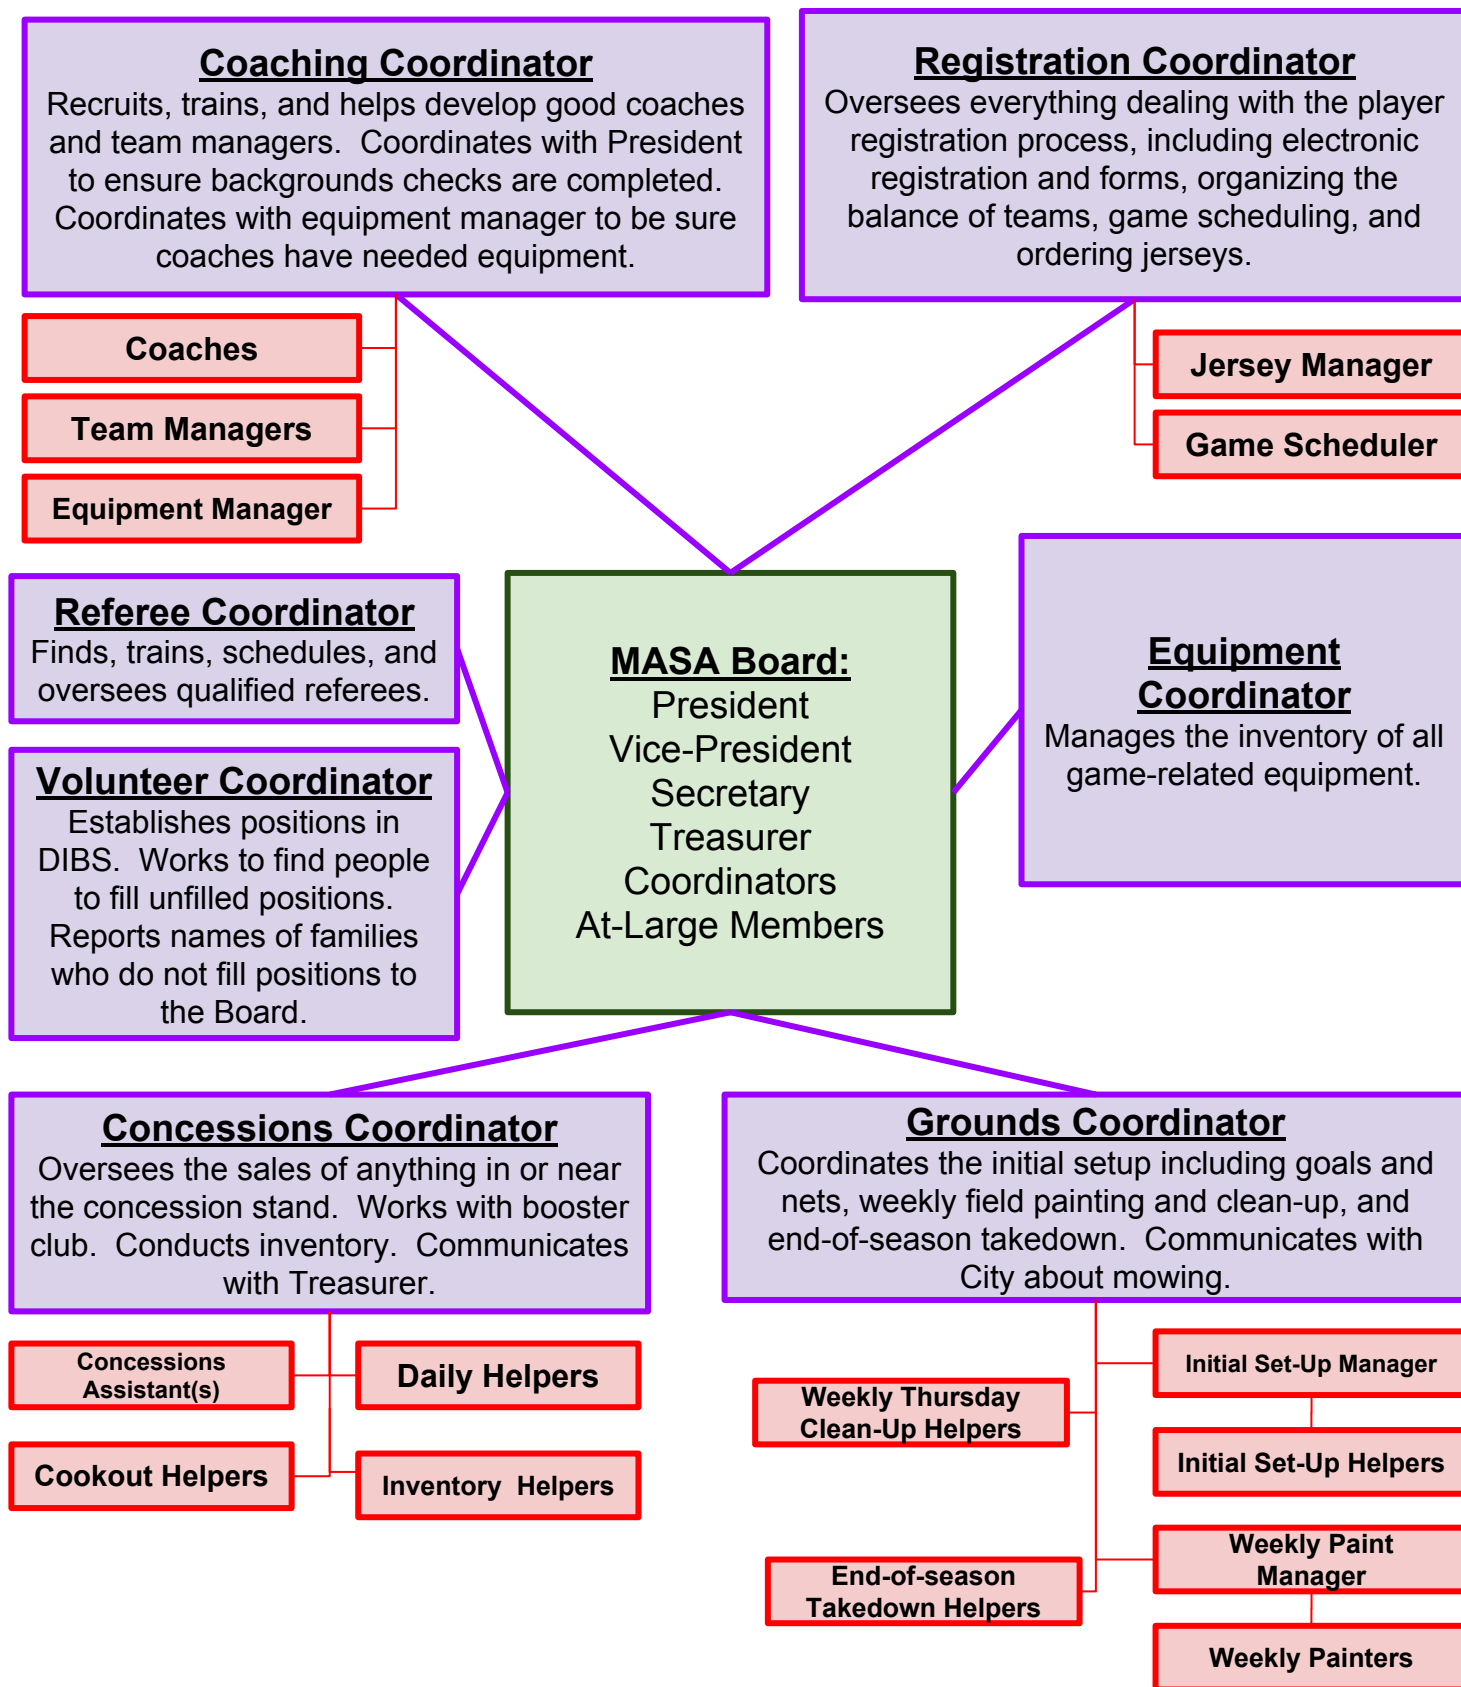 Coaching Coordinator
Recruits, trains, and helps develop good coaches
and team managers.  Coordinates with President
to ensure backgrounds checks are completed.
Coordinates with equipment manager to be sure
coaches have needed equipment.
Coaches
Team Managers
Equipment Manager
Registration Coordinator
Oversees everything dealing with the player
registration process, including electronic
registration and forms, organizing the
balance of teams, game scheduling, and
ordering jerseys.
Jersey Manager
Game Scheduler
Referee Coordinator
Finds, trains, schedules, and
oversees qualified referees.
Volunteer Coordinator
Establishes positions in
DIBS.  Works to find people
to fill unfilled positions.
Reports names of families
who do not fill positions to
the Board.
MASA Board:
President
Vice-President
Secretary
Treasurer
Coordinators
At-Large Members
Equipment
Coordinator
Manages the inventory of all
game-related equipment.
Concessions Coordinator
Oversees the sales of anything in or near
the concession stand.  Works with booster
club.  Conducts inventory.  Communicates
with Treasurer.
Concessions
Assistant(s)
Daily Helpers
Cookout Helpers
Inventory  Helpers
Grounds Coordinator
Coordinates the initial setup including goals and
nets, weekly field painting and clean-up, and
end-of-season takedown.  Communicates with
City about mowing.
Initial Set-Up Manager
Weekly Thursday
Clean-Up Helpers
Initial Set-Up Helpers
Weekly Paint
Manager
End-of-season
Takedown Helpers
Weekly Painters